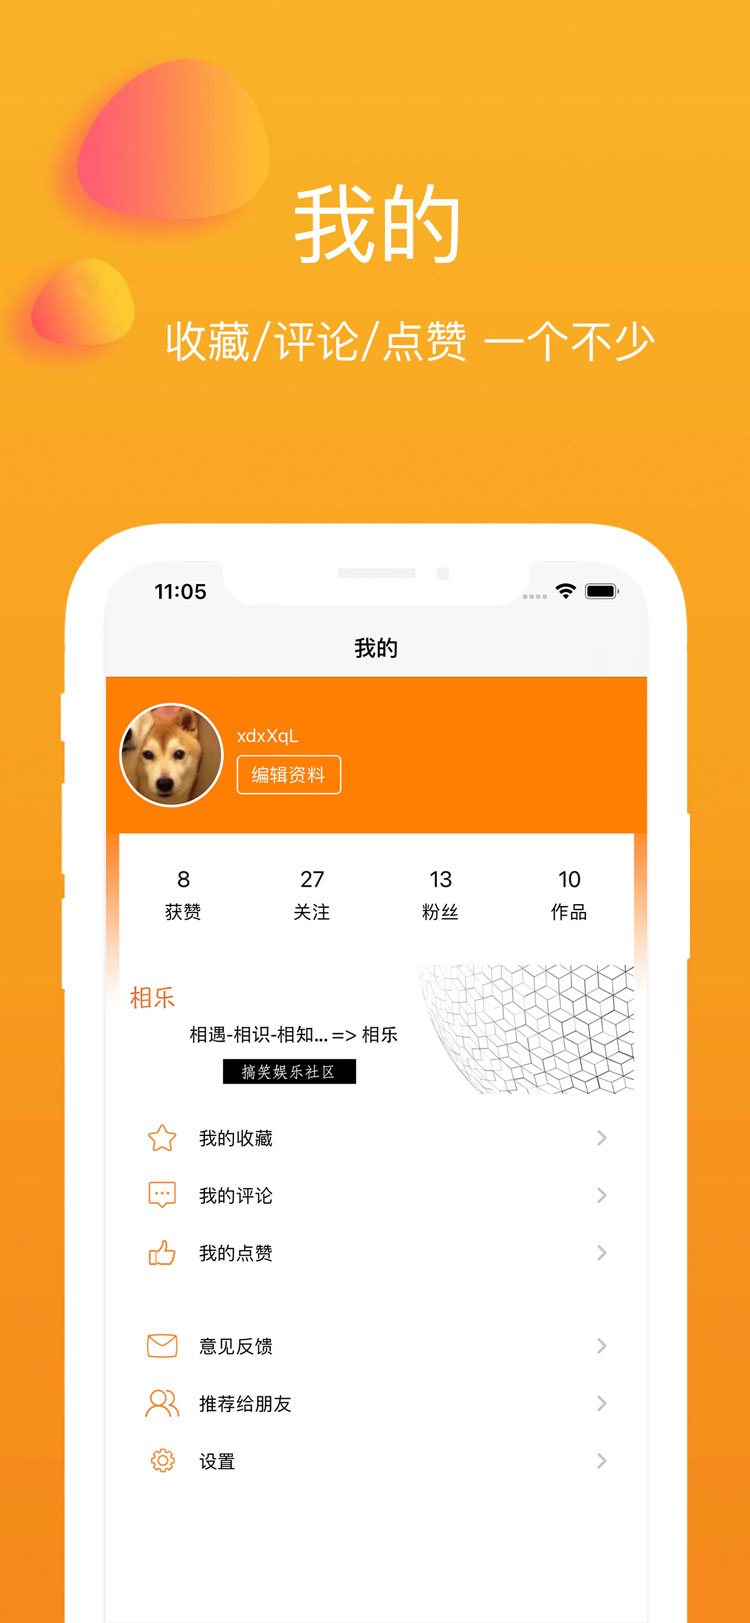 我的
收藏/评论/点赞 一个不少
11:05
我的
xdxXqL
编辑资料
8 27 13 10
获赞 关注 粉丝 作品
相乐
相遇-相识-相知...=> 相乐
搞笑娱乐社区
我的收藏
我的评论
我的点赞
意见反馈
推荐给朋友
设置